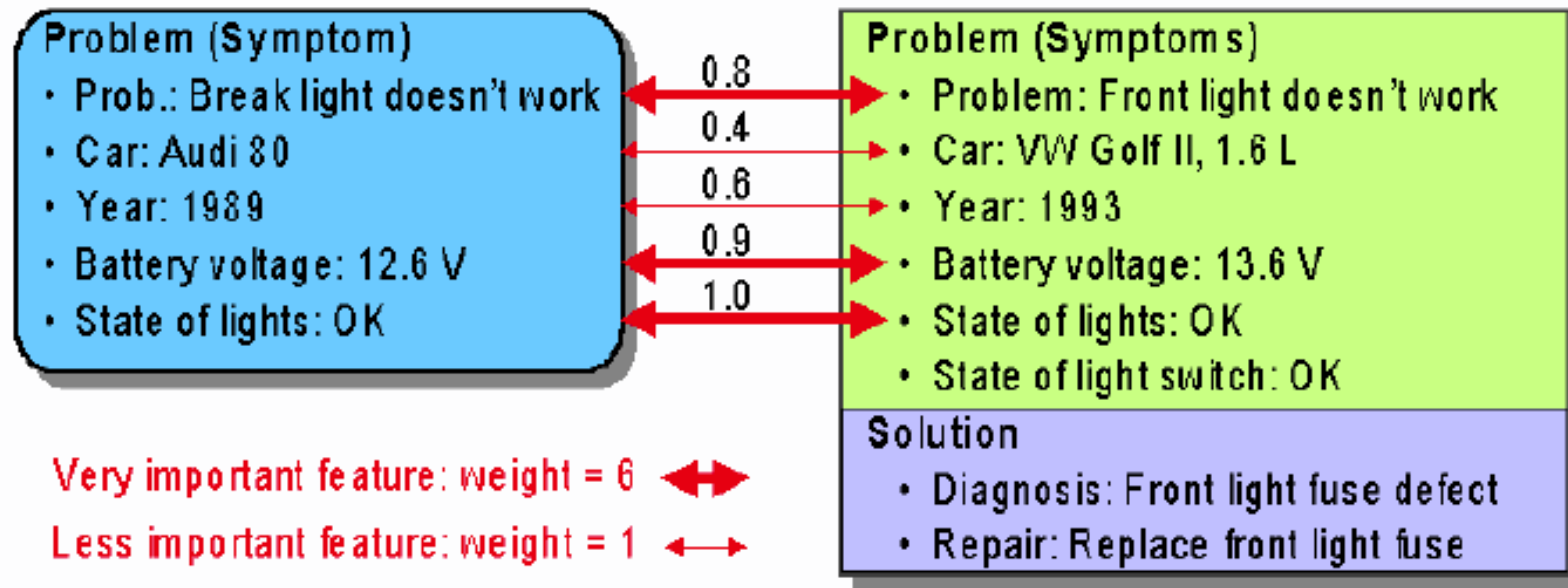 Problem (Symptom)
• Prob.: Break light doesn't work
• Car: Audi 80
• Year: 1989
• Battery voltage: 12.6 V
• State of lights: OK
0.8
0.4
0.6
0.9
1.0
Problem (Symptoms)
• Problem: Front light doesn't work
• Car: VW Golf II, 1.6 L
• Year: 1993
• Battery voltage: 13.6 V
• State of lights: OK
• State of light switch: OK
Solution
• Diagnosis: Front light fuse defect
• Repair: Replace front light fuse
Very important feature: weight = 6
Less important feature: weight = 1